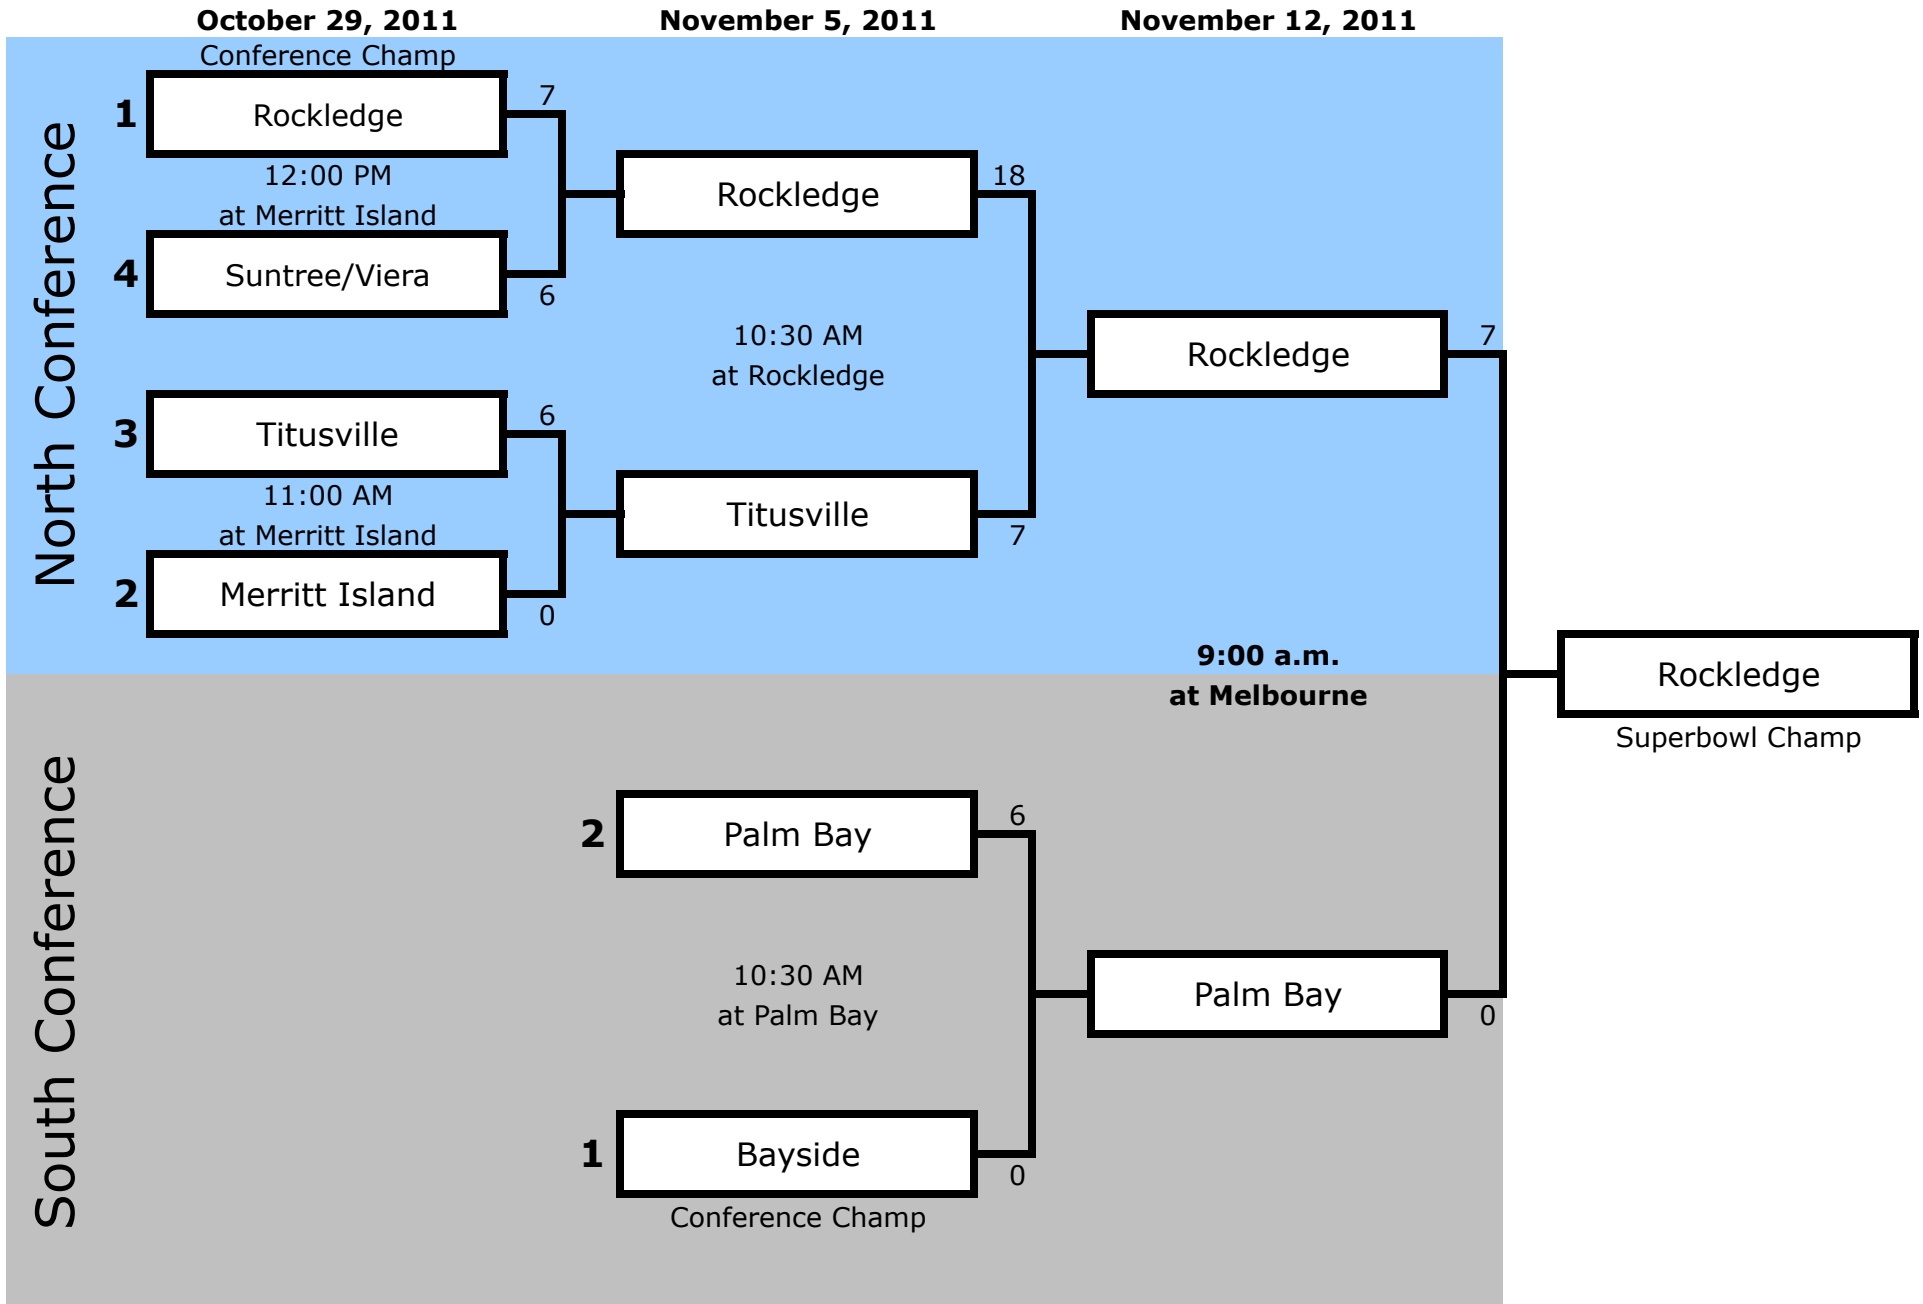 October 29, 2011
November 5, 2011
November 12, 2011
North Conference
Conference Champ
1
Rockledge
7
12:00 PM
at Merritt Island
4
Suntree/Viera
6
3
Titusville
6
11:00 AM
at Merritt Island
2
Merritt Island
0
Rockledge
18
10:30 AM
at Rockledge
Titusville
7
Rockledge
7
9:00 a.m.
at Melbourne
Rockledge
Superbowl Champ
South Conference
2
Palm Bay
6
10:30 AM
at Palm Bay
1
Bayside
0
Conference Champ
Palm Bay
0